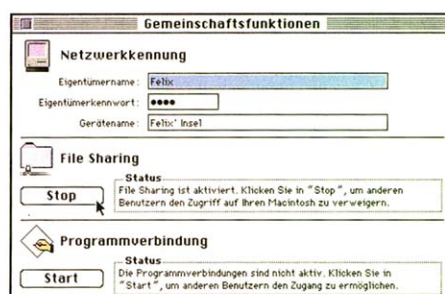 Gemeinschaftsfunktionen
Netzwerkkennung
Eigentümername: Felix
Eigentümerkennwort: ●●●●
Gerätename: Felix' Insel
File Sharing
Status
Stop
File Sharing ist aktiviert. Klicken Sie in "Stop", um anderen
Benutzern den Zugriff auf Ihren Macintosh zu verweigern.
Programmverbindung
Status
Start
Die Programmverbindungen sind nicht aktiv. Klicken Sie in
"Start", um anderen Benutzern den Zugang zu ermöglichen.